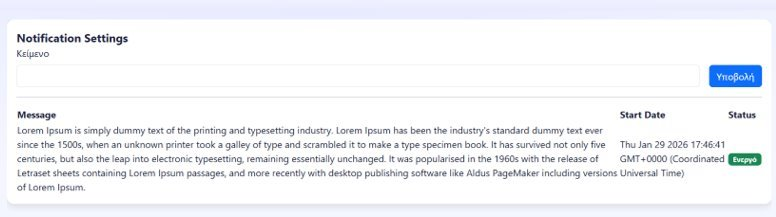 Notification Settings
Κείμενο
Υποβολή
Message Start Date Status
Lorem Ipsum is simply dummy text of the printing and typesetting industry. Lorem Ipsum has been the industry's standard dummy text ever
since the 1500s, when an unknown printer took a galley of type and scrambled it to make a type specimen book. It has survived not only five
centuries, but also the leap into electronic typesetting, remaining essentially unchanged. It was popularised in the 1960s with the release of
Letraset sheets containing Lorem Ipsum passages, and more recently with desktop publishing software like Aldus PageMaker including versions
of Lorem Ipsum.
Thu Jan 29 2026 17:46:41
GMT+0000 (Coordinated
Universal Time)
Ενεργό